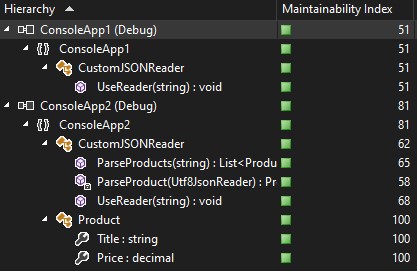 Hierarchy Maintainability Index
ConsoleApp1 (Debug) 51
{} ConsoleApp1 51
CustomJSONReader 51
UseReader(string) : void 51
ConsoleApp2 (Debug) 81
{} ConsoleApp2 81
CustomJSONReader 62
ParseProducts(string) : List<Produ 65
ParseProduct(Utf8JsonReader) : Pr 58
UseReader(string) : void 68
Product 100
Title : string 100
Price : decimal 100